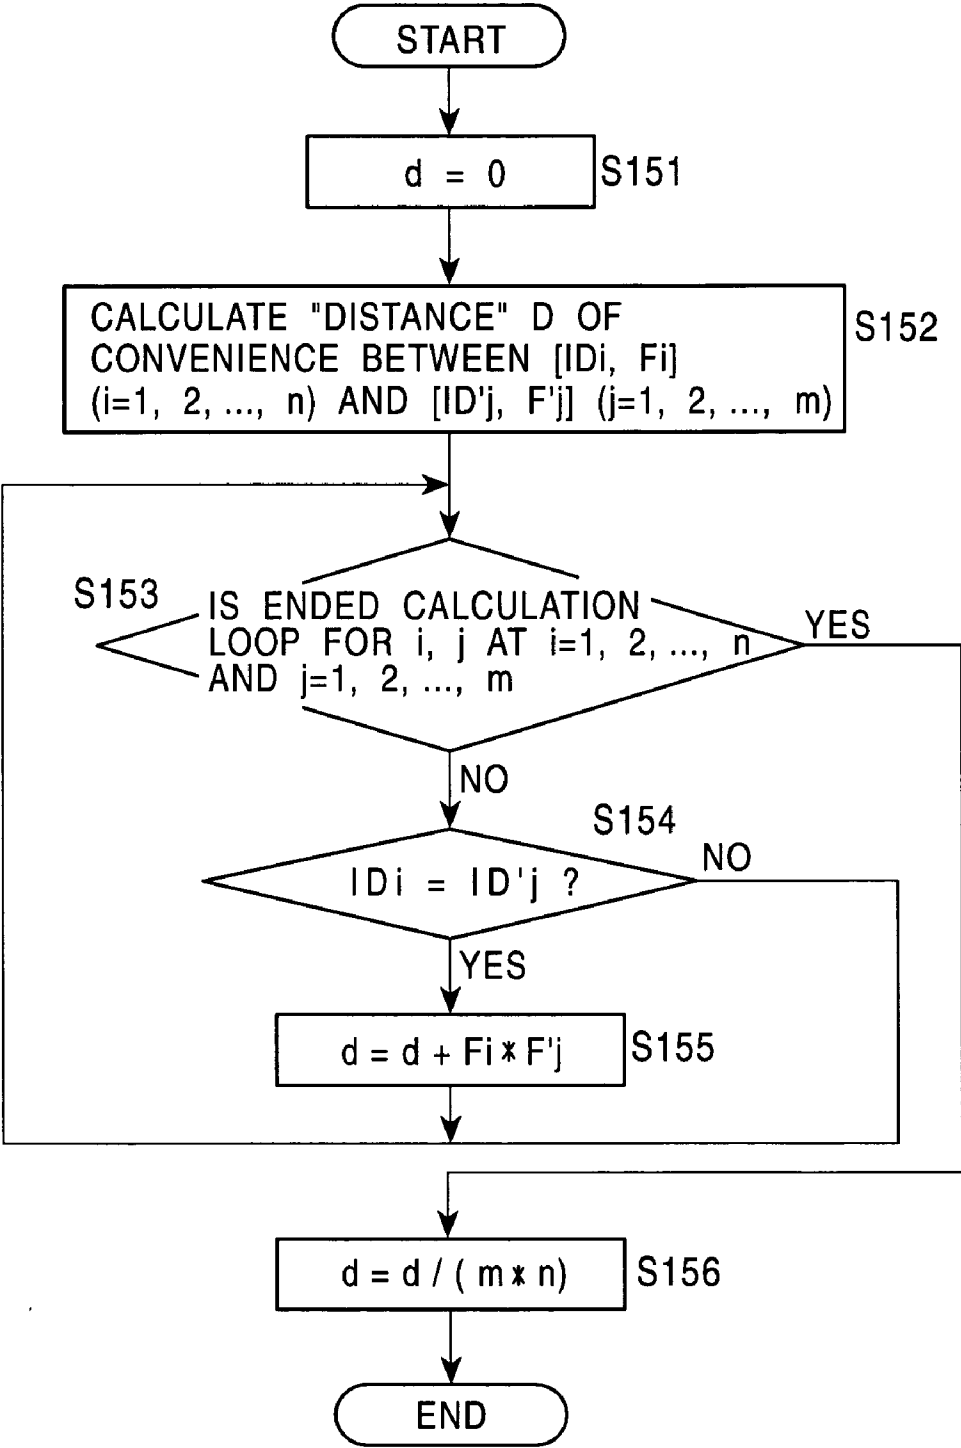 START
d = 0
S151
CALCULATE "DISTANCE" D OF
CONVENIENCE BETWEEN [IDi, Fi]
(i=1, 2, ..., n) AND [ID'j, F'j] (j=1, 2, ..., m)
S152
S153
IS ENDED CALCULATION
LOOP FOR i, j AT i=1, 2, ..., n
AND j=1, 2, ..., m
YES
NO
S154
IDi = ID'j ?
NO
YES
d = d + Fi * F'j
S155
d = d / ( m * n)
S156
END